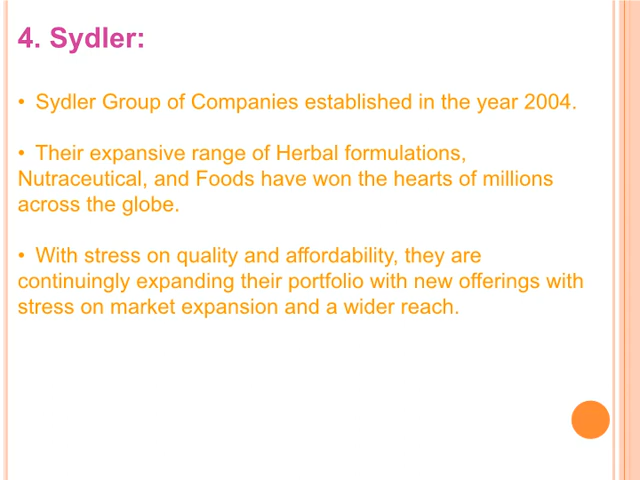 4. Sydler:
• Sydler Group of Companies established in the year 2004.
• Their expansive range of Herbal formulations,
Nutraceutical, and Foods have won the hearts of millions
across the globe.
• With stress on quality and affordability, they are
continuingly expanding their portfolio with new offerings with
stress on market expansion and a wider reach.